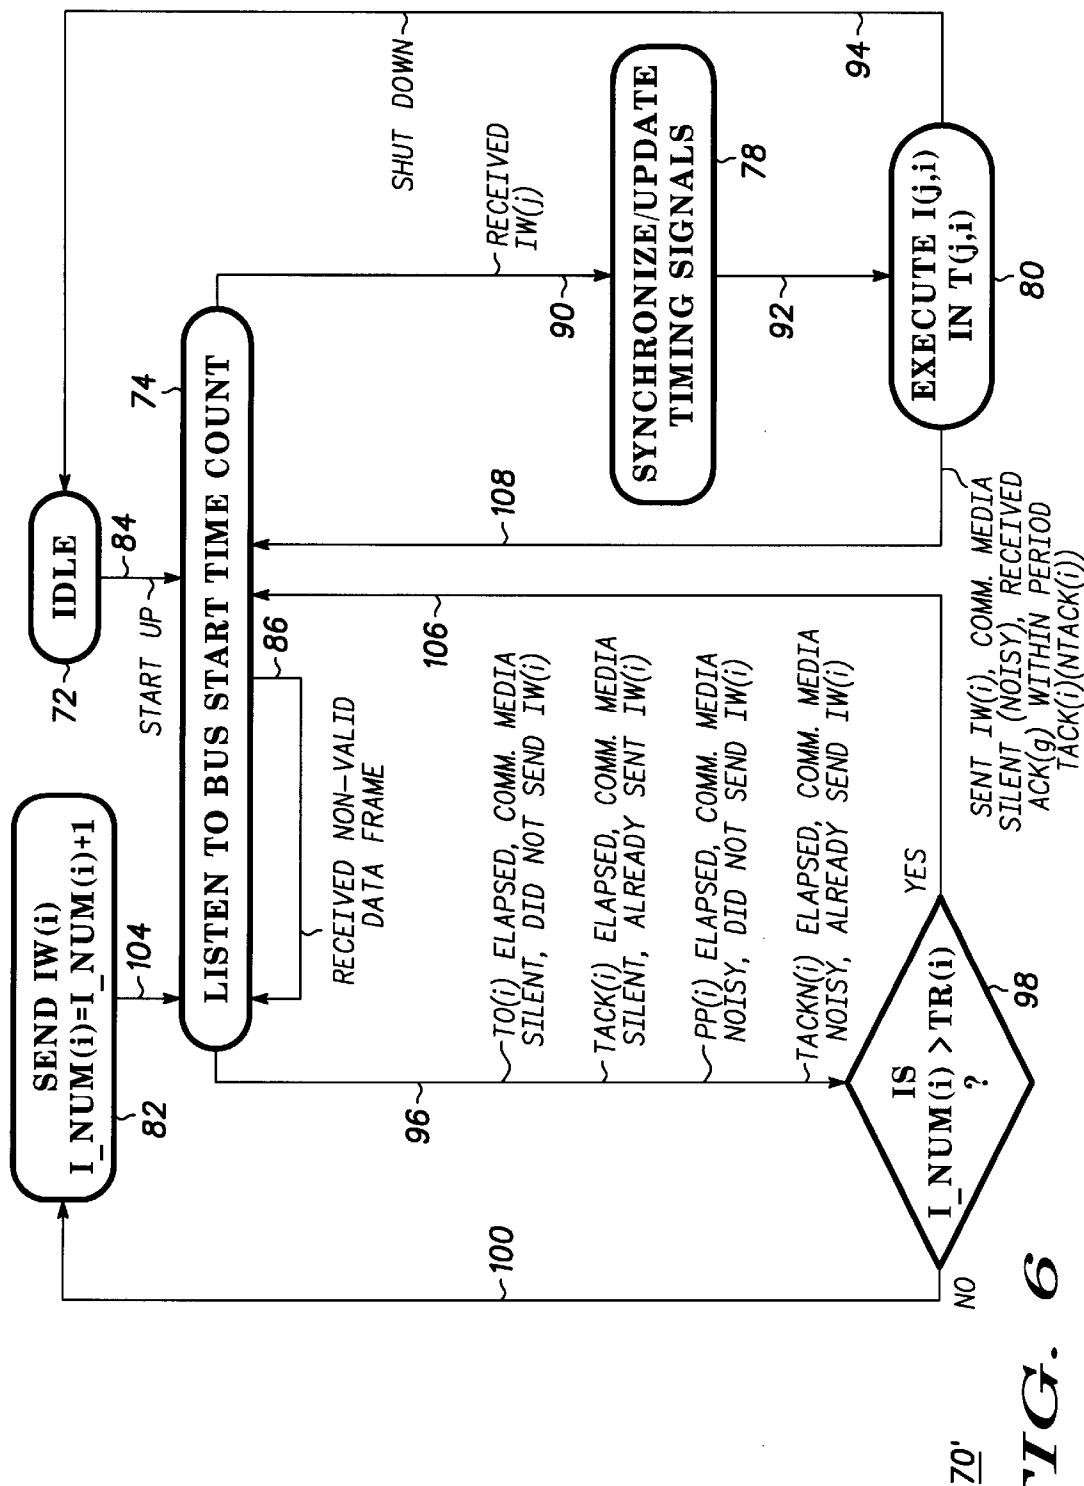 SEND IW(i)
I_NUM(i)=I_NUM(i)+1
82
104
72
IDLE
START UP
84
74
LISTEN TO BUS START TIME COUNT
86
RECEIVED NON-VALID
DATA FRAME
SHUT DOWN
94
RECEIVED
IW(j)
90
SYNCHRONIZE/UPDATE
TIMING SIGNALS
78
92
EXECUTE I(j,i)
IN T(j,i)
80
108
106
SENT IW(i), COMM. MEDIA
SILENT (NOISY), RECEIVED
ACK(g) WITHIN PERIOD
TACK(i)(NTACK(i))
96
TO(i) ELAPSED, COMM. MEDIA
SILENT, DID NOT SEND IW(i)
TACK(i) ELAPSED, COMM. MEDIA
SILENT, ALREADY SENT IW(i)
PP(i) ELAPSED, COMM. MEDIA
NOISY, DID NOT SEND IW(i)
TACKN(i) ELAPSED, COMM. MEDIA
NOISY, ALREADY SEND IW(i)
IS
I_NUM(i)>TR(i)
?
98
YES
NO
100
70'
FIG. 6